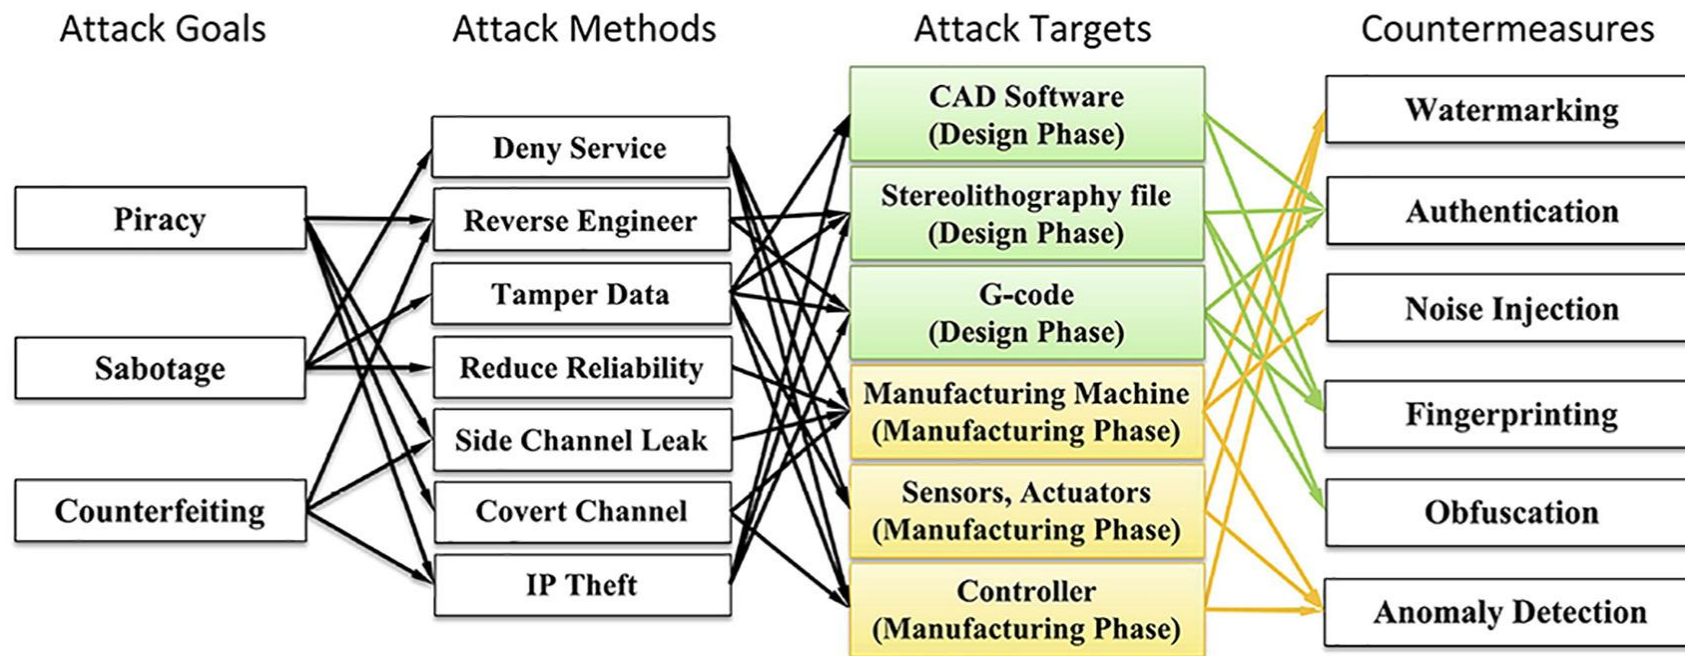 Attack Goals
Attack Methods
Attack Targets
Countermeasures
Piracy
Sabotage
Counterfeiting
Deny Service
Reverse Engineer
Tamper Data
Reduce Reliability
Side Channel Leak
Covert Channel
IP Theft
CAD Software
(Design Phase)
Stereolithography file
(Design Phase)
G-code
(Design Phase)
Manufacturing Machine
(Manufacturing Phase)
Sensors, Actuators
(Manufacturing Phase)
Controller
(Manufacturing Phase)
Watermarking
Authentication
Noise Injection
Fingerprinting
Obfuscation
Anomaly Detection